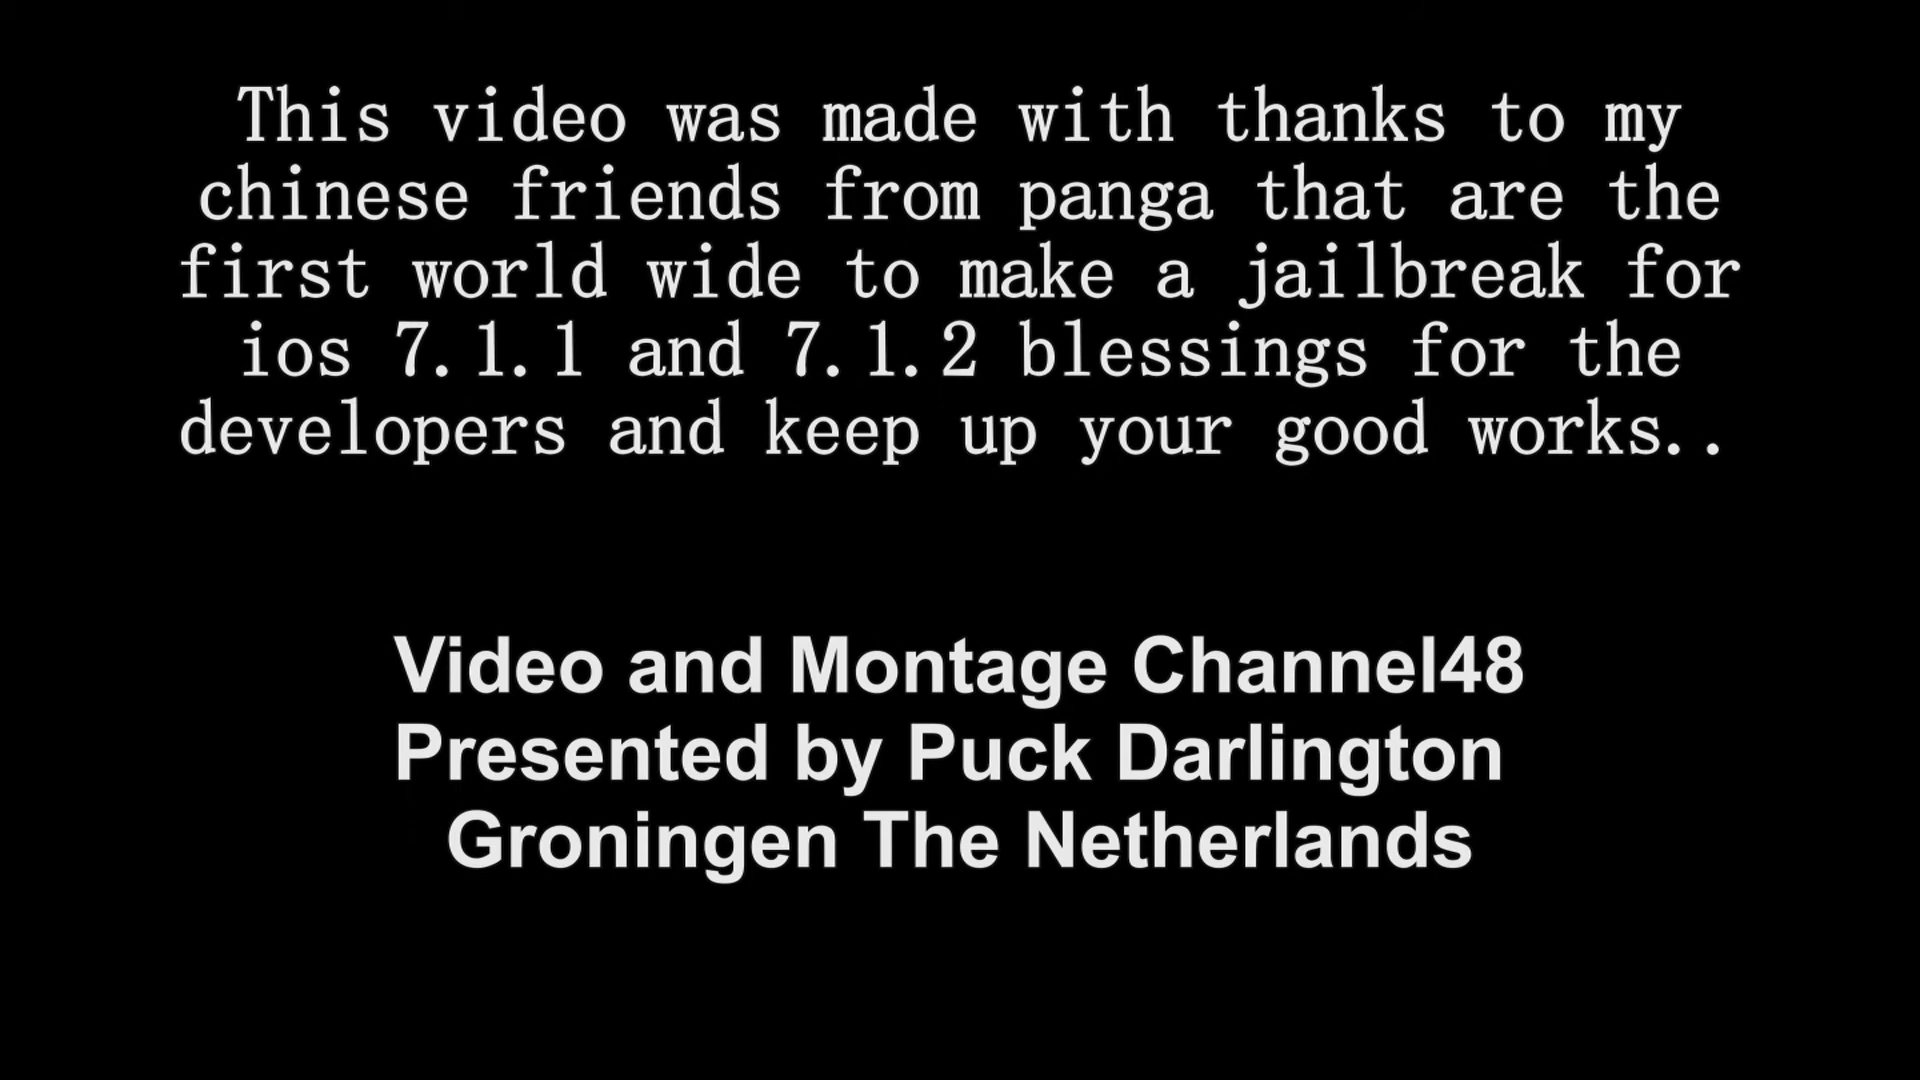 This video was made with thanks to my
chinese friends from panga that are the
first world wide to make a jailbreak for
ios 7.1.1 and 7.1.2 blessings for the
developers and keep up your good works..
Video and Montage Channel48
Presented by Puck Darlington
Groningen The Netherlands